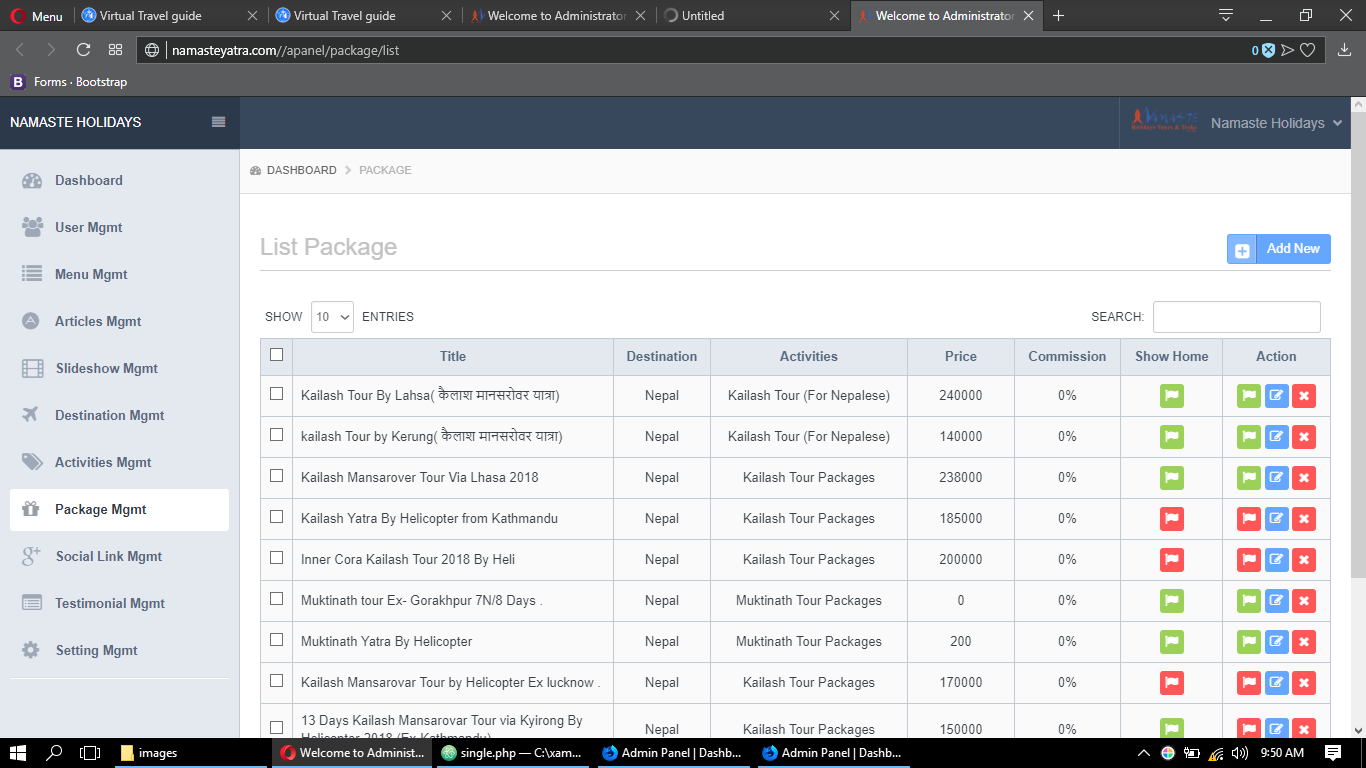 Menu
Virtual Travel guide
Virtual Travel guide
Welcome to Administrator
Untitled
Welcome to Administrator
namasteyatra.com//apanel/package/list
0
B Forms · Bootstrap
NAMASTE HOLIDAYS
Namaste Holidays
DASHBOARD
PACKAGE
Dashboard
User Mgmt
Menu Mgmt
Articles Mgmt
Slideshow Mgmt
Destination Mgmt
Activities Mgmt
Package Mgmt
Social Link Mgmt
Testimonial Mgmt
Setting Mgmt
List Package
Add New
SHOW 10 ENTRIES
SEARCH:
Title Destination Activities Price Commission Show Home Action
Kailash Tour By Lahsa( कैलाश मानसरोवर यात्रा) Nepal Kailash Tour (For Nepalese) 240000 0%
kailash Tour by Kerung( कैलाश मानसरोवर यात्रा) Nepal Kailash Tour (For Nepalese) 140000 0%
Kailash Mansarover Tour Via Lhasa 2018 Nepal Kailash Tour Packages 238000 0%
Kailash Yatra By Helicopter from Kathmandu Nepal Kailash Tour Packages 185000 0%
Inner Cora Kailash Tour 2018 By Heli Nepal Kailash Tour Packages 200000 0%
Muktinath tour Ex- Gorakhpur 7N/8 Days . Nepal Muktinath Tour Packages 0 0%
Muktinath Yatra By Helicopter Nepal Muktinath Tour Packages 200 0%
Kailash Mansarovar Tour by Helicopter Ex lucknow . Nepal Kailash Tour Packages 170000 0%
13 Days Kailash Mansarovar Tour via Kyirong By
Helicopter 2018 (Ex Kathmandu) Nepal Kailash Tour Packages 150000 0%
images
Welcome to Administ...
single.php — C:\xam...
Admin Panel | Dashb...
Admin Panel | Dashb...
9:50 AM